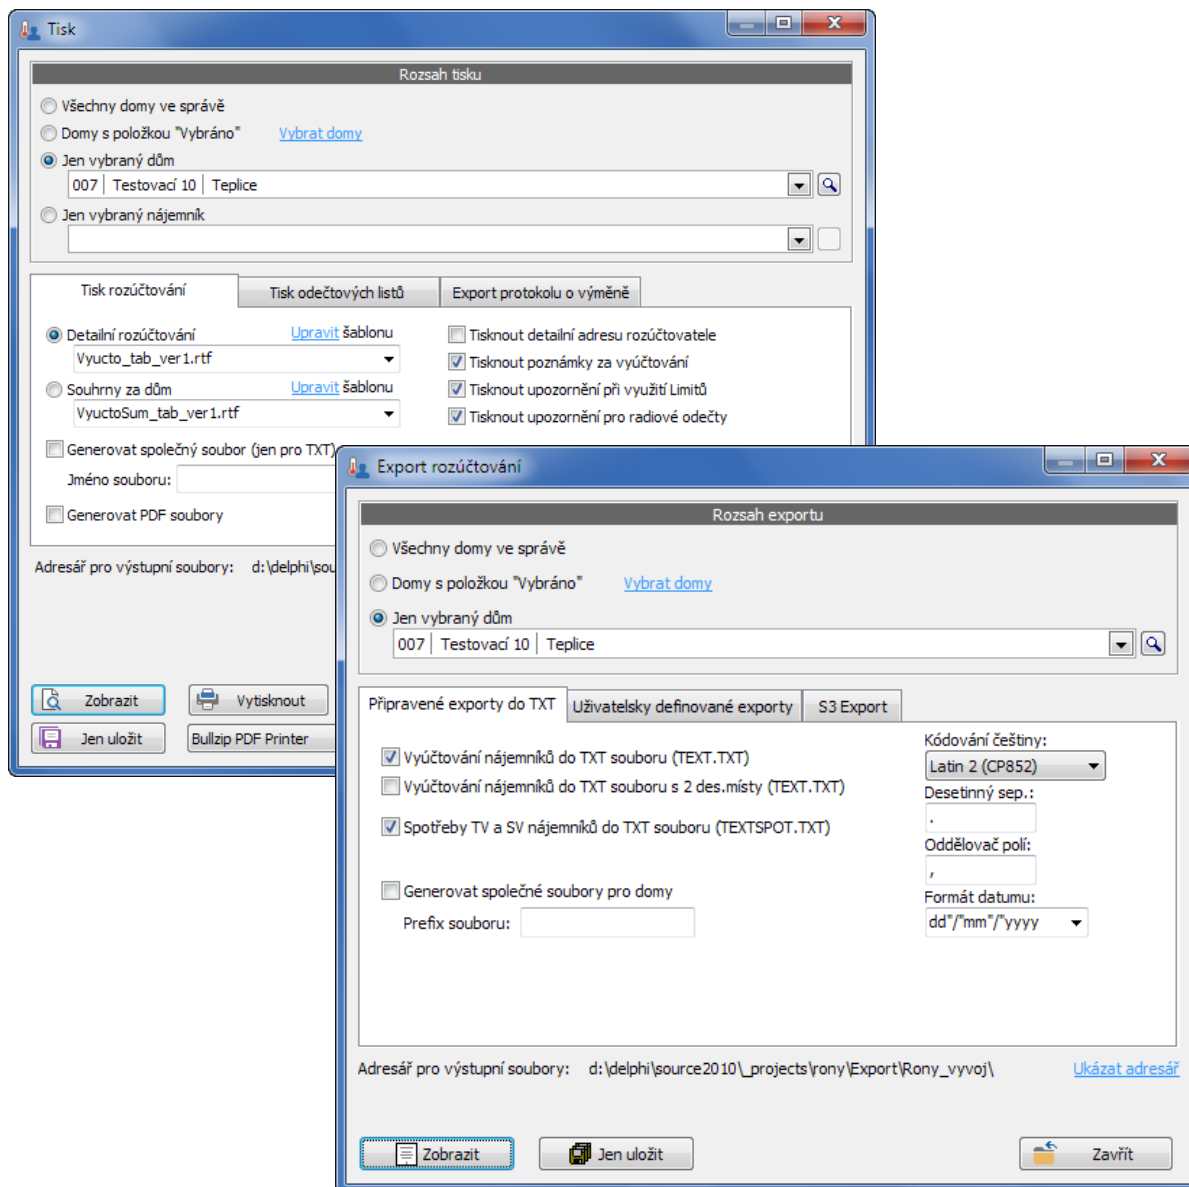 Tisk
Rozsah tisku
Všechny domy ve správě
Domy s položkou "Vybráno" Vybrat domy
Jen vybraný dům
007 Testovací 10 Teplice
Jen vybraný nájemník
Tisk rozúčtování Tisk odečtových listů Export protokolu o výměně
Detailní rozúčtování Upravit šablonu
Vyucto_tab_ver1.rtf
Souhrny za dům Upravit šablonu
VyuctoSum_tab_ver1.rtf
Tisknout detailní adresu rozúčtovatele
Tisknout poznámky za vyúčtování
Tisknout upozornění při využití Limitů
Tisknout upozornění pro radiové odečty
Generovat společný soubor (jen pro TXT)
Jméno souboru:
Generovat PDF soubory
Adresář pro výstupní soubory: d:\delphi\sou
Zobrazit Vytisknout
Jen uložit Bullzip PDF Printer
Export rozúčtování
Rozsah exportu
Všechny domy ve správě
Domy s položkou "Vybráno" Vybrat domy
Jen vybraný dům
007 Testovací 10 Teplice
Připravené exporty do TXT Uživatelsky definované exporty S3 Export
Vyúčtování nájemníků do TXT souboru (TEXT.TXT)
Vyúčtování nájemníků do TXT souboru s 2 des.místy (TEXT.TXT)
Spotřeby TV a SV nájemníků do TXT souboru (TEXTSPOT.TXT)
Generovat společné soubory pro domy
Prefix souboru:
Kódování češtiny:
Latin 2 (CP852)
Desetinný sep.:
.
Oddělovač polí:
,
Formát datumu:
dd"/"mm"/"yyyy
Adresář pro výstupní soubory: d:\delphi\source2010\_projects\rony\Export\Rony_vyvoj\ Ukázat adresář
Zobrazit Jen uložit Zavřít